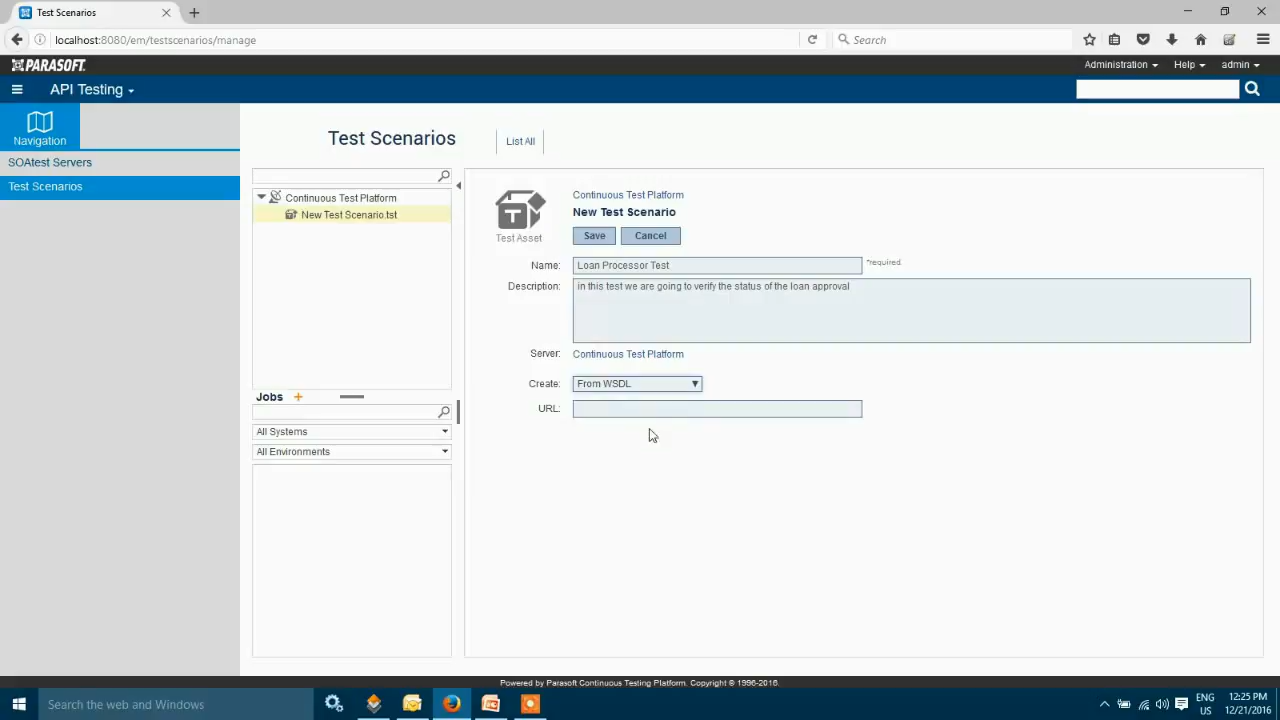 Test Scenarios
localhost:8080/em/testscenarios/manage
Search
PARASOFT
Administration
Help
admin
API Testing
Navigation
SOAtest Servers
Test Scenarios
Test Scenarios
List All
Continuous Test Platform
New Test Scenario.tst
Jobs
All Systems
All Environments
T
Test Asset
Continuous Test Platform
New Test Scenario
Save
Cancel
Name:
Loan Processor Test
*required
Description:
in this test we are going to verify the status of the loan approval
Server:
Continuous Test Platform
Create:
From WSDL
URL:
Powered by Parasoft Continuous Testing Platform. Copyright © 1996-2016.
Search the web and Windows
ENG
US
12:25 PM
12/21/2016